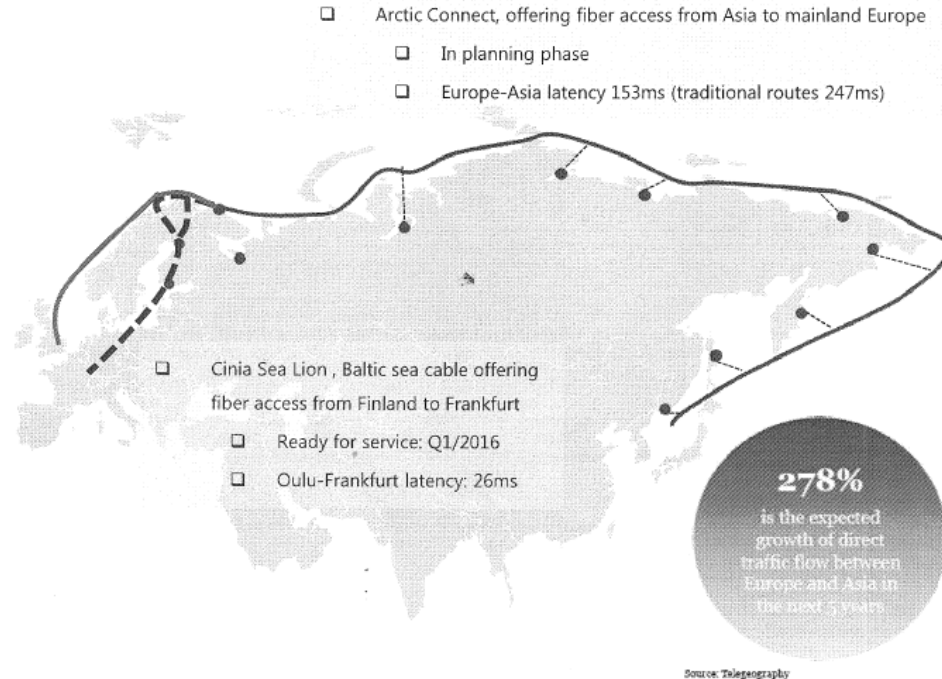 ❑ Arctic Connect, offering fiber access from Asia to mainland Europe
❑ In planning phase
❑ Europe-Asia latency 153ms (traditional routes 247ms)
❑ Cinia Sea Lion , Baltic sea cable offering
fiber access from Finland to Frankfurt
❑ Ready for service: Q1/2016
❑ Oulu-Frankfurt latency: 26ms
278%
is the expected
growth of direct
traffic flow between
Europe and Asia in
the next 5 years
Source: Telegeography